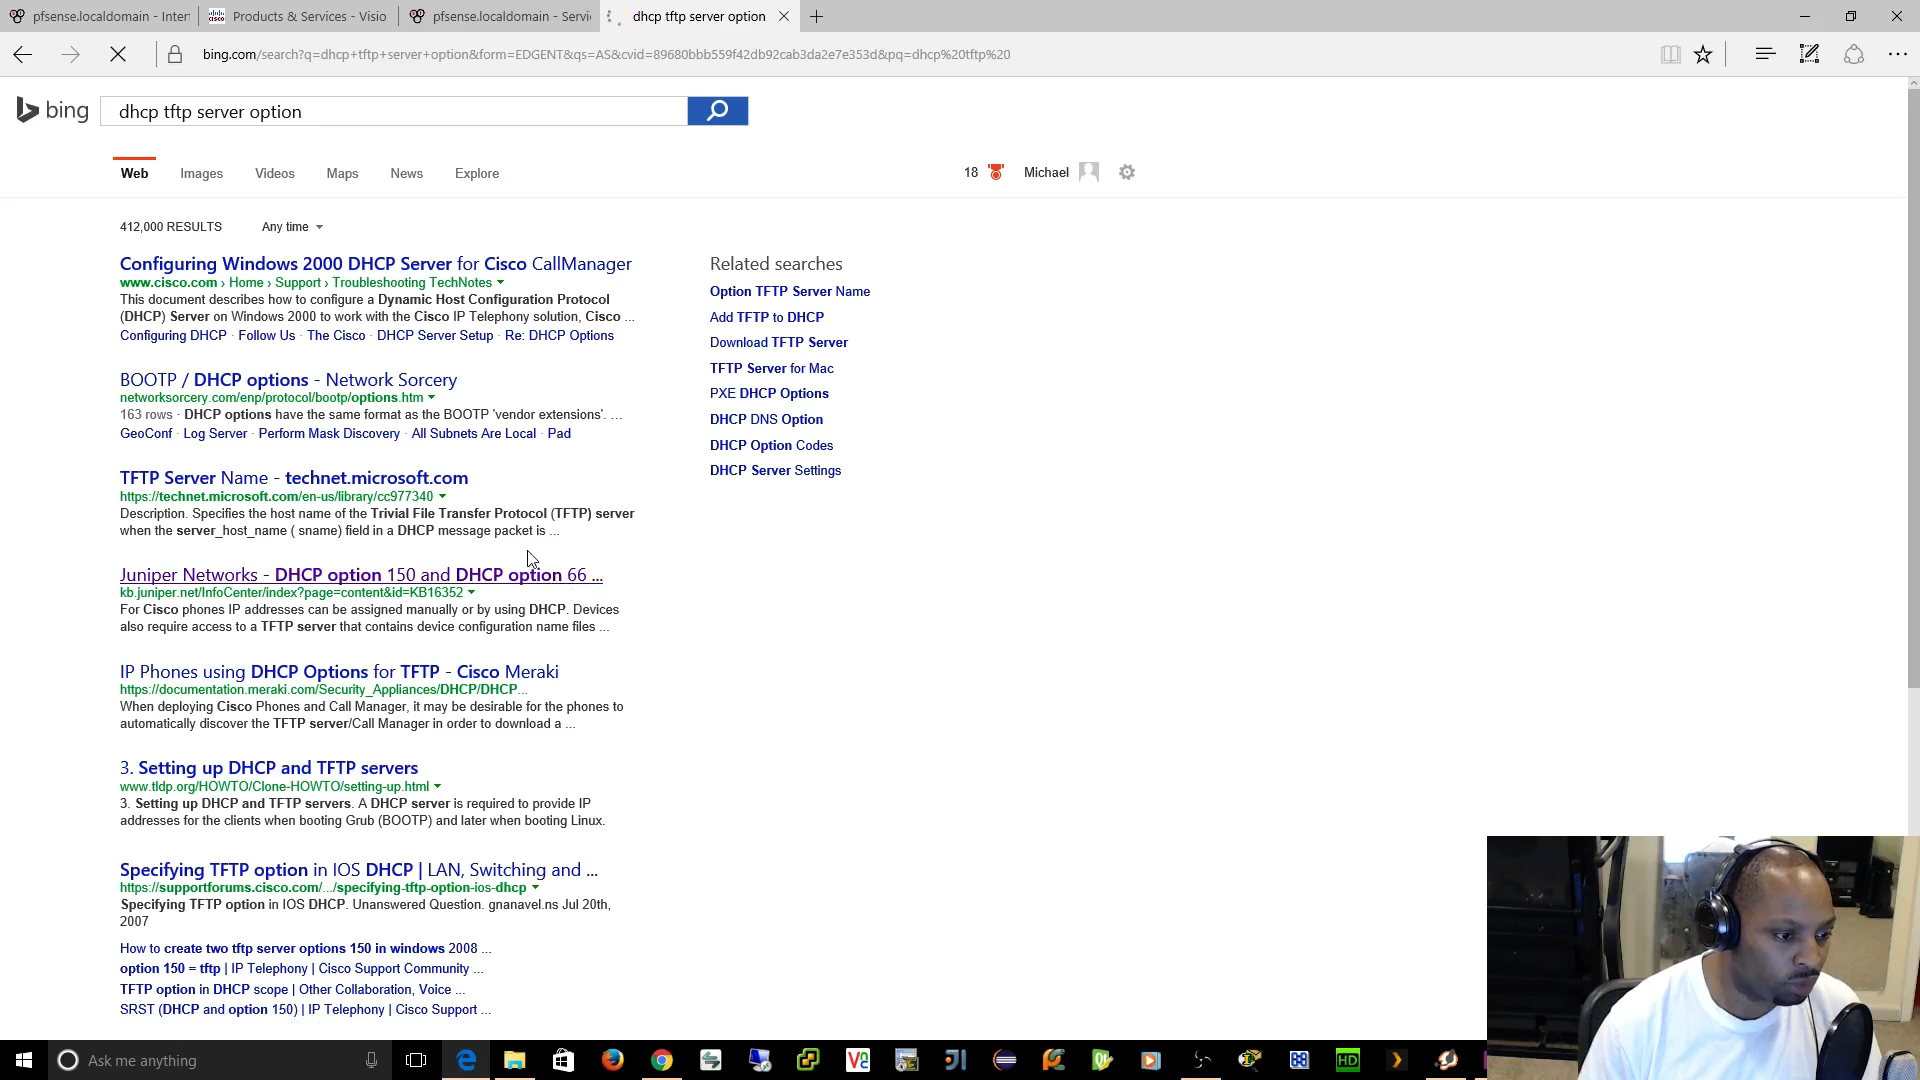 pfsense.localdomain - Inter
Products & Services - Visio
pfsense.localdomain - Servi
dhcp tftp server option
bing.com/search?q=dhcp+tftp+server+option&form=EDGENT&qs=AS&cvid=89680bbb559f42db92cab3da2e7e353d&pq=dhcp%20tftp%20
bing
dhcp tftp server option
Web
Images
Videos
Maps
News
Explore
18
Michael
412,000 RESULTS
Any time
Configuring Windows 2000 DHCP Server for Cisco CallManager
www.cisco.com › Home › Support › Troubleshooting TechNotes
This document describes how to configure a Dynamic Host Configuration Protocol
(DHCP) Server on Windows 2000 to work with the Cisco IP Telephony solution, Cisco ...
Configuring DHCP · Follow Us · The Cisco · DHCP Server Setup · Re: DHCP Options
BOOTP / DHCP options - Network Sorcery
networksorcery.com/enp/protocol/bootp/options.htm
163 rows · DHCP options have the same format as the BOOTP 'vendor extensions'. ...
GeoConf · Log Server · Perform Mask Discovery · All Subnets Are Local · Pad
TFTP Server Name - technet.microsoft.com
https://technet.microsoft.com/en-us/library/cc977340
Description. Specifies the host name of the Trivial File Transfer Protocol (TFTP) server
when the server_host_name ( sname) field in a DHCP message packet is ...
Juniper Networks - DHCP option 150 and DHCP option 66 ...
kb.juniper.net/InfoCenter/index?page=content&id=KB16352
For Cisco phones IP addresses can be assigned manually or by using DHCP. Devices
also require access to a TFTP server that contains device configuration name files ...
IP Phones using DHCP Options for TFTP - Cisco Meraki
https://documentation.meraki.com/Security_Appliances/DHCP/DHCP...
When deploying Cisco Phones and Call Manager, it may be desirable for the phones to
automatically discover the TFTP server/Call Manager in order to download a ...
3. Setting up DHCP and TFTP servers
www.tldp.org/HOWTO/Clone-HOWTO/setting-up.html
3. Setting up DHCP and TFTP servers. A DHCP server is required to provide IP
addresses for the clients when booting Grub (BOOTP) and later when booting Linux.
Specifying TFTP option in IOS DHCP | LAN, Switching and ...
https://supportforums.cisco.com/.../specifying-tftp-option-ios-dhcp
Specifying TFTP option in IOS DHCP. Unanswered Question. gnanavel.ns Jul 20th,
2007
How to create two tftp server options 150 in windows 2008 ...
option 150 = tftp | IP Telephony | Cisco Support Community ...
TFTP option in DHCP scope | Other Collaboration, Voice ...
SRST (DHCP and option 150) | IP Telephony | Cisco Support ...
Related searches
Option TFTP Server Name
Add TFTP to DHCP
Download TFTP Server
TFTP Server for Mac
PXE DHCP Options
DHCP DNS Option
DHCP Option Codes
DHCP Server Settings
Ask me anything
HD